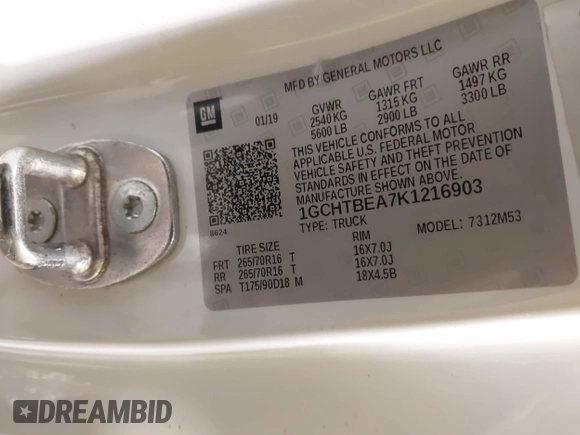 MFD BY GENERAL MOTORS LLC
GM
01/19
GVWR
2540 KG
5600 LB
GAWR FRT
1315 KG
2900 LB
GAWR RR
1497 KG
3300 LB
THIS VEHICLE CONFORMS TO ALL
APPLICABLE U.S. FEDERAL MOTOR
VEHICLE SAFETY AND THEFT PREVENTION
STANDARDS IN EFFECT ON THE DATE OF
MANUFACTURE SHOWN ABOVE.
8624
1GCHTBEA7K1216903
TYPE: TRUCK
MODEL: 7312M53
TIRE SIZE RIM
FRT 265/70R16 T 16X7.0J
RR 265/70R16 T 16X7.0J
SPA T175/90D18 M 18X4.5B
DREAMBID